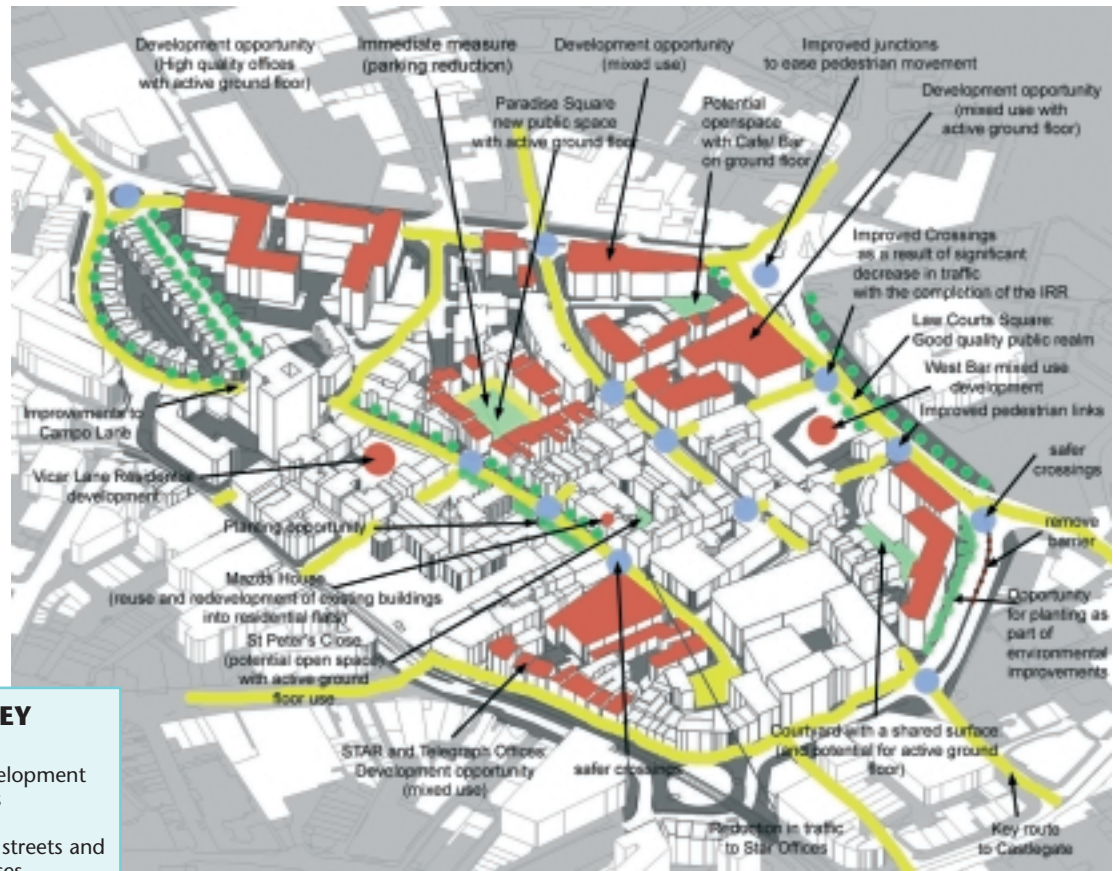 Development opportunity
(High quality offices
with active ground floor)
Immediate measure
(parking reduction)
Development opportunity
(mixed use)
Improved junctions
to ease pedestrian movement
Paradise Square
new public space
with active ground floor
Potential
openspace
with Cafe/ Bar
on ground floor
Development opportunity
(mixed use with
active ground floor)
Improved Crossings
as a result of significant
decrease in traffic
with the completion of the IRR
Law Courts Square:
Good quality public realm
West Bar mixed use
development
Improved pedestrian links
safer
crossings
remove
barrier
Opportunity
for planting as
part of
environmental
improvements
Improvements to
Campo Lane
Vicar Lane Residential
development
Planting opportunity
Mazda House
(reuse and redevelopment of existing buildings
into residential flats)
St Peter's Close
(potential open space)
with active ground
floor use
STAR and Telegraph Offices:
Development opportunity
(mixed use)
safer crossings
Courtyard with a shared surface
(and potential for active ground
floor)
Reduction in traffic
to Star Offices
Key route
to Castlegate
EY
elopment
s
streets and
ces